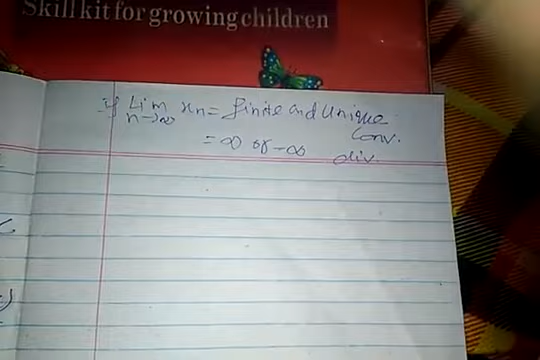 Skill kit for growing children
If Lim xn = finite and Unique Conv.
n→∞
= ∞ or -∞ div.